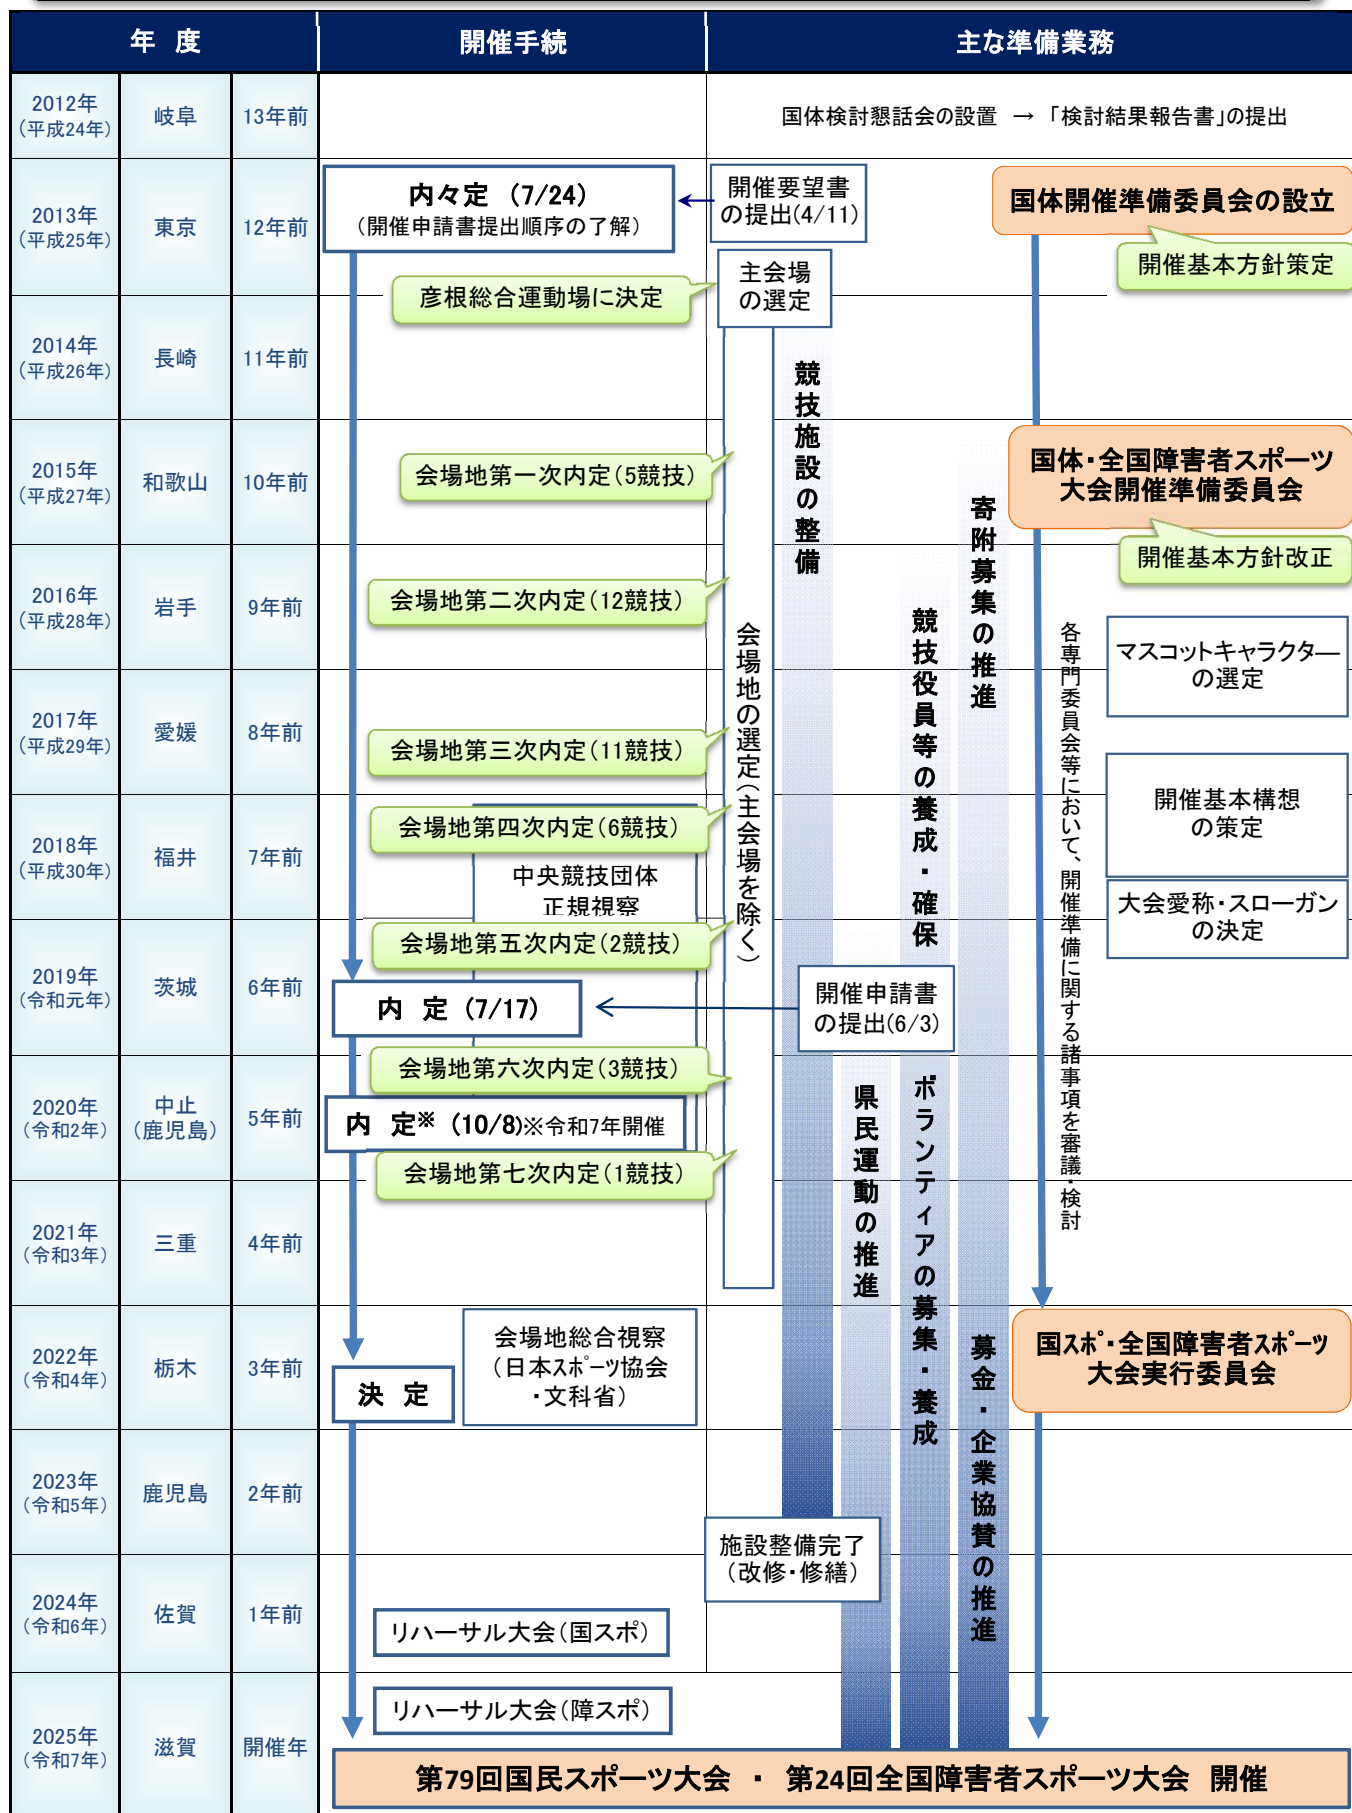 年 度
開催手続
主な準備業務
2012年
(平成24年)
岐阜
13年前
国体検討懇話会の設置 → 「検討結果報告書」の提出
2013年
(平成25年)
東京
12年前
内々定 (7/24)
(開催申請書提出順序の了解)
開催要望書
の提出(4/11)
国体開催準備委員会の設立
開催基本方針策定
主会場
の選定
彦根総合運動場に決定
2014年
(平成26年)
長崎
11年前
競技施設の整備
2015年
(平成27年)
和歌山
10年前
会場地第一次内定(5競技)
国体・全国障害者スポーツ
大会開催準備委員会
開催基本方針改正
寄附募集の推進
2016年
(平成28年)
岩手
9年前
会場地第二次内定(12競技)
会場地の選定(主会場を除く)
競技役員等の養成・確保
各専門委員会等において、開催準備に関する諸事項を審議・検討
マスコットキャラクター
の選定
2017年
(平成29年)
愛媛
8年前
会場地第三次内定(11競技)
開催基本構想
の策定
2018年
(平成30年)
福井
7年前
会場地第四次内定(6競技)
中央競技団体
正規視察
大会愛称・スローガン
の決定
2019年
(令和元年)
茨城
6年前
会場地第五次内定(2競技)
内 定 (7/17)
開催申請書
の提出(6/3)
2020年
(令和2年)
中止
(鹿児島)
5年前
会場地第六次内定(3競技)
内 定※ (10/8)※令和7年開催
会場地第七次内定(1競技)
県民運動の推進
ボランティアの募集・養成
2021年
(令和3年)
三重
4年前
2022年
(令和4年)
栃木
3年前
会場地総合視察
(日本スポーツ協会
・文科省)
決 定
募金・企業協賛の推進
国スポ・全国障害者スポーツ
大会実行委員会
2023年
(令和5年)
鹿児島
2年前
施設整備完了
(改修・修繕)
2024年
(令和6年)
佐賀
1年前
リハーサル大会(国スポ)
2025年
(令和7年)
滋賀
開催年
リハーサル大会(障スポ)
第79回国民スポーツ大会 ・ 第24回全国障害者スポーツ大会 開催